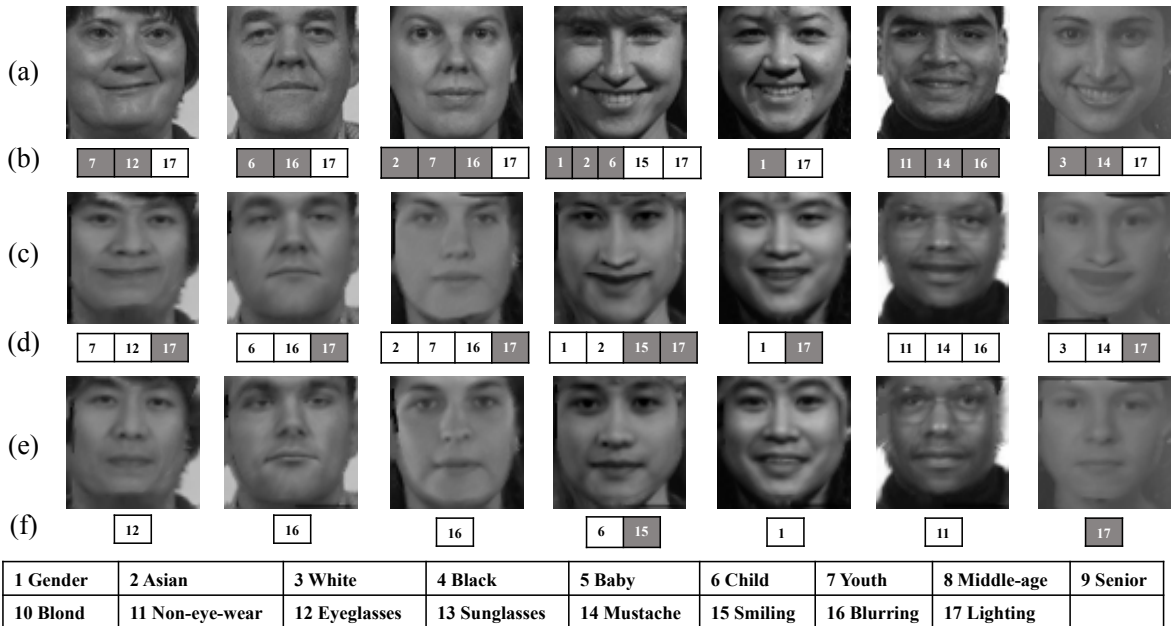 (a)
(b) 7 12 17 6 16 17 2 7 16 17 1 2 6 15 17 1 17 11 14 16 3 14 17
(c)
(d) 7 12 17 6 16 17 2 7 16 17 1 2 15 17 1 17 11 14 16 3 14 17
(e)
(f) 12 16 16 6 15 1 11 17
1 Gender 2 Asian 3 White 4 Black 5 Baby 6 Child 7 Youth 8 Middle-age 9 Senior
10 Blond 11 Non-eye-wear 12 Eyeglasses 13 Sunglasses 14 Mustache 15 Smiling 16 Blurring 17 Lighting